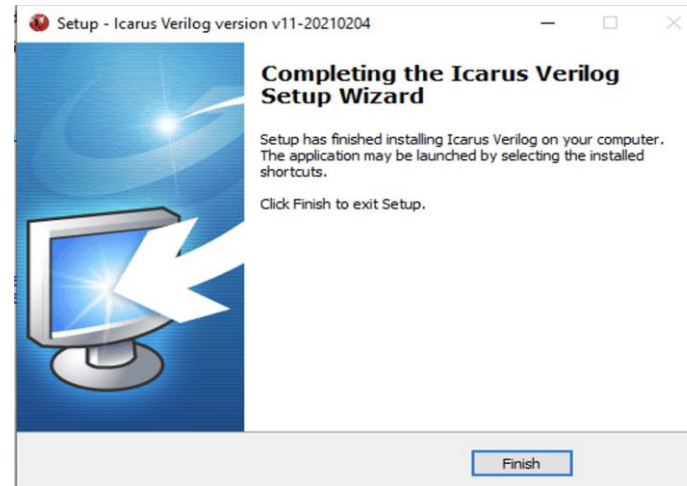 Setup - Icarus Verilog version v11-20210204
Completing the Icarus Verilog
Setup Wizard
Setup has finished installing Icarus Verilog on your computer.
The application may be launched by selecting the installed
shortcuts.
Click Finish to exit Setup.
Finish